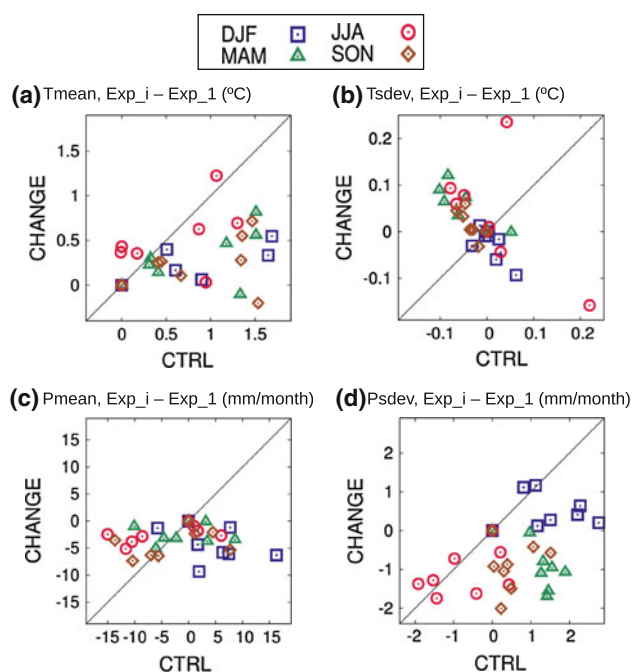 DJF JJA
MAM SON
(a) Tmean, Exp_i – Exp_1 (ºC)
CHANGE
1.5
1
0.5
0
0 0.5 1 1.5
CTRL
(b) Tsdev, Exp_i – Exp_1 (ºC)
CHANGE
0.2
0.1
0
-0.1
-0.1 0 0.1 0.2
CTRL
(c) Pmean, Exp_i – Exp_1 (mm/month)
CHANGE
15
10
5
0
-5
-10
-15
-15 -10 -5 0 5 10 15
CTRL
(d) Psdev, Exp_i – Exp_1 (mm/month)
CHANGE
2
1
0
-1
-2
-2 -1 0 1 2
CTRL